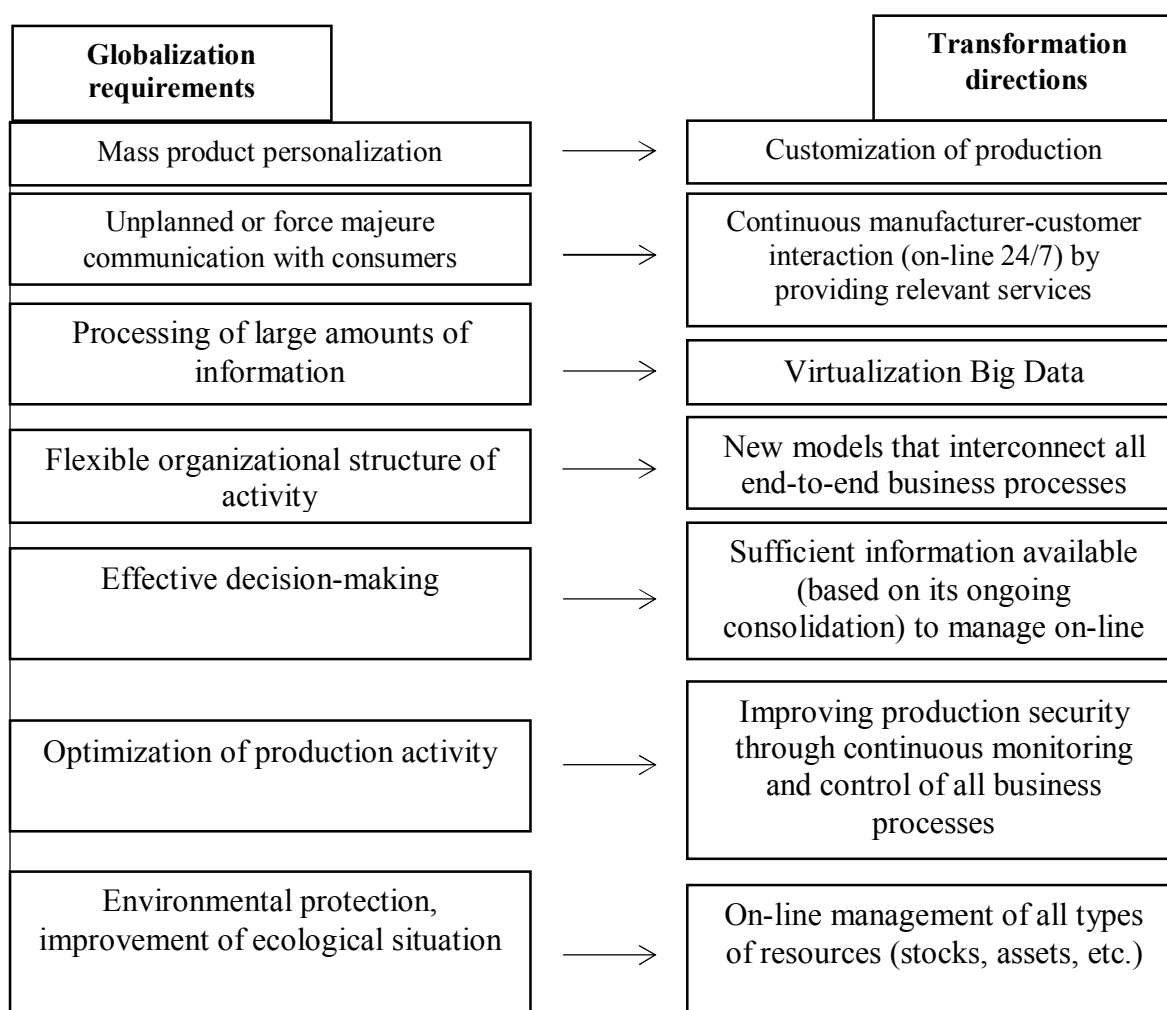 Globalization
requirements
Transformation
directions
Mass product personalization
Customization of production
Unplanned or force majeure
communication with consumers
Continuous manufacturer-customer
interaction (on-line 24/7) by
providing relevant services
Processing of large amounts of
information
Virtualization Big Data
Flexible organizational structure of
activity
New models that interconnect all
end-to-end business processes
Effective decision-making
Sufficient information available
(based on its ongoing
consolidation) to manage on-line
Optimization of production activity
Improving production security
through continuous monitoring
and control of all business
processes
Environmental protection,
improvement of ecological situation
On-line management of all types
of resources (stocks, assets, etc.)